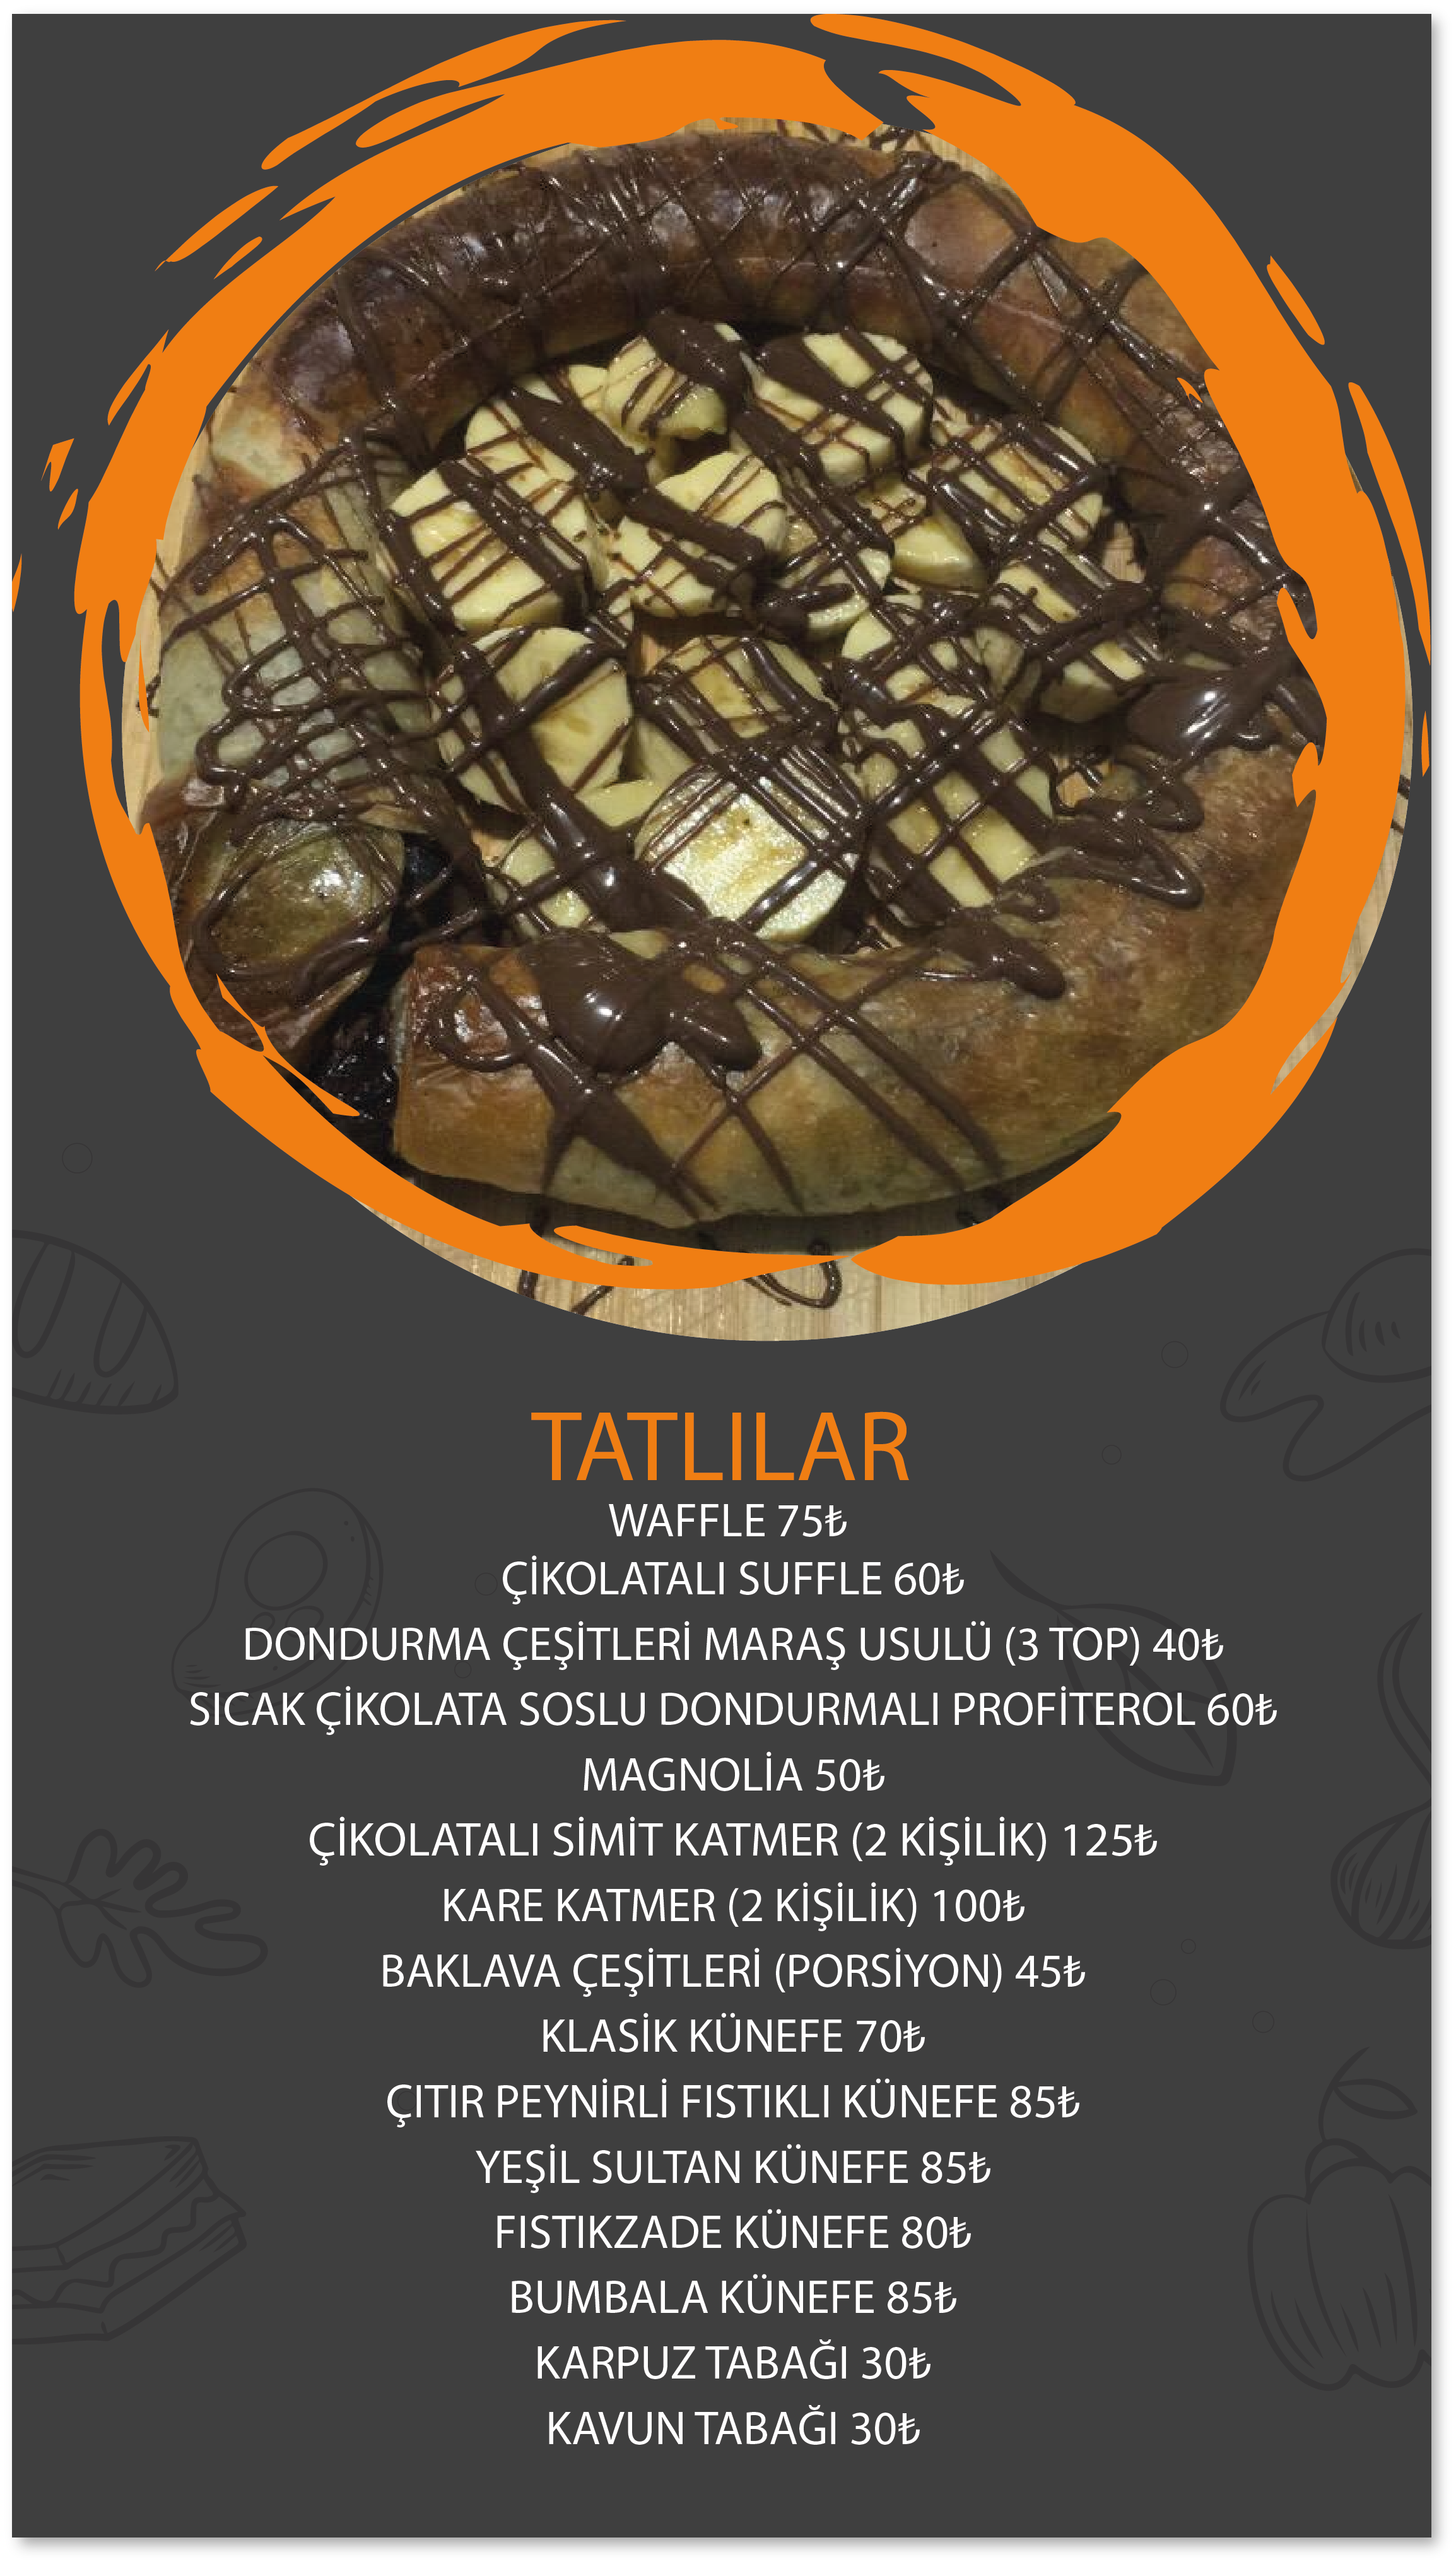 TATLILAR
WAFFLE 75₺
ÇİKOLATALI SUFFLE 60₺
DONDURMA ÇEŞİTLERİ MARAŞ USULÜ (3 TOP) 40₺
SICAK ÇİKOLATA SOSLU DONDURMALI PROFİTEROL 60₺
MAGNOLİA 50₺
ÇİKOLATALI SİMİT KATMER (2 KİŞİLİK) 125₺
KARE KATMER (2 KİŞİLİK) 100₺
BAKLAVA ÇEŞİTLERİ (PORSİYON) 45₺
KLASİK KÜNEFE 70₺
ÇITIR PEYNİRLİ FISTIKLI KÜNEFE 85₺
YEŞİL SULTAN KÜNEFE 85₺
FISTIKZADE KÜNEFE 80₺
BUMBALA KÜNEFE 85₺
KARPUZ TABAĞI 30₺
KAVUN TABAĞI 30₺